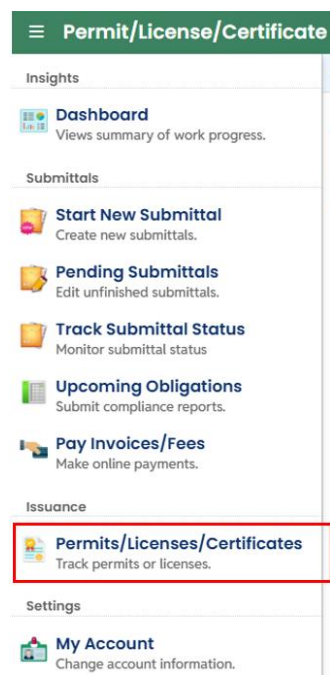 Permit/License/Certificate
Insights
Dashboard
Views summary of work progress.
Submittals
Start New Submittal
Create new submittals.
Pending Submittals
Edit unfinished submittals.
Track Submittal Status
Monitor submittal status
Upcoming Obligations
Submit compliance reports.
Pay Invoices/Fees
Make online payments.
Issuance
Permits/Licenses/Certificates
Track permits or licenses.
Settings
My Account
Change account information.